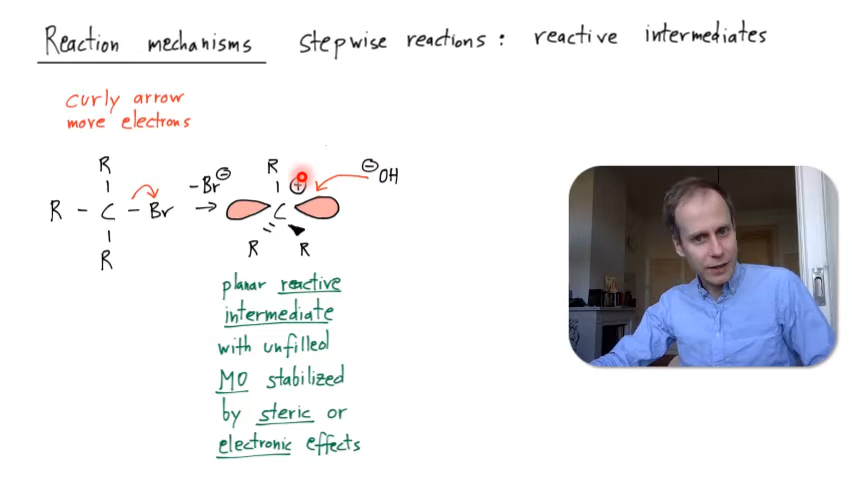 Reaction mechanisms stepwise reactions: reactive intermediates
curly arrow
move electrons
R
R – C – Br
R
–Br⊖
→
R
⊕
C
R R
⊖OH
planar reactive
intermediate
with unfilled
MO stabilized
by steric or
electronic effects